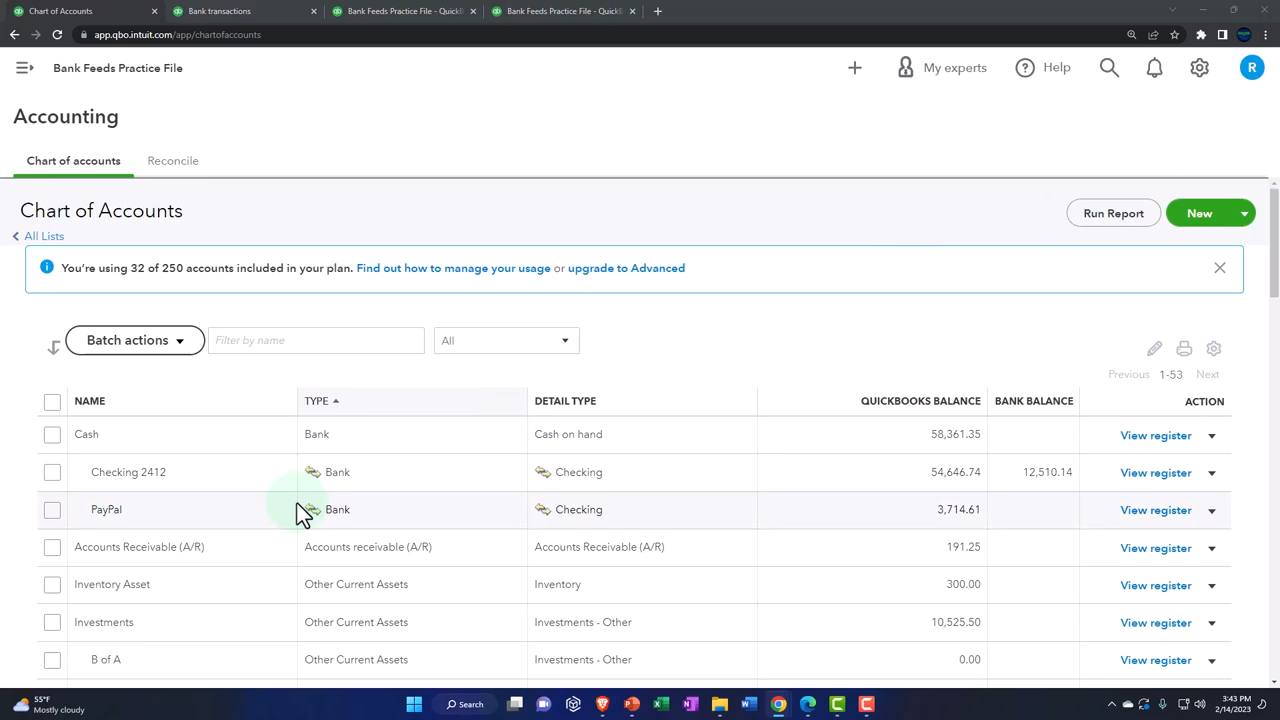 Chart of Accounts
Bank transactions
Bank Feeds Practice File - QuickB
Bank Feeds Practice File - QuickB
app.qbo.intuit.com/app/chartofaccounts
Bank Feeds Practice File
My experts
Help
R
Accounting
Chart of accounts
Reconcile
Chart of Accounts
All Lists
Run Report
New
You're using 32 of 250 accounts included in your plan. Find out how to manage your usage or upgrade to Advanced
Batch actions
Filter by name
All
Previous 1-53 Next
NAME TYPE DETAIL TYPE QUICKBOOKS BALANCE BANK BALANCE ACTION
Cash Bank Cash on hand 58,361.35 View register
Checking 2412 Bank Checking 54,646.74 12,510.14 View register
PayPal Bank Checking 3,714.61 View register
Accounts Receivable (A/R) Accounts receivable (A/R) Accounts Receivable (A/R) 191.25 View register
Inventory Asset Other Current Assets Inventory 300.00 View register
Investments Other Current Assets Investments - Other 10,525.50 View register
B of A Other Current Assets Investments - Other 0.00 View register
55°F
Mostly cloudy
Search
3:43 PM
2/14/2023